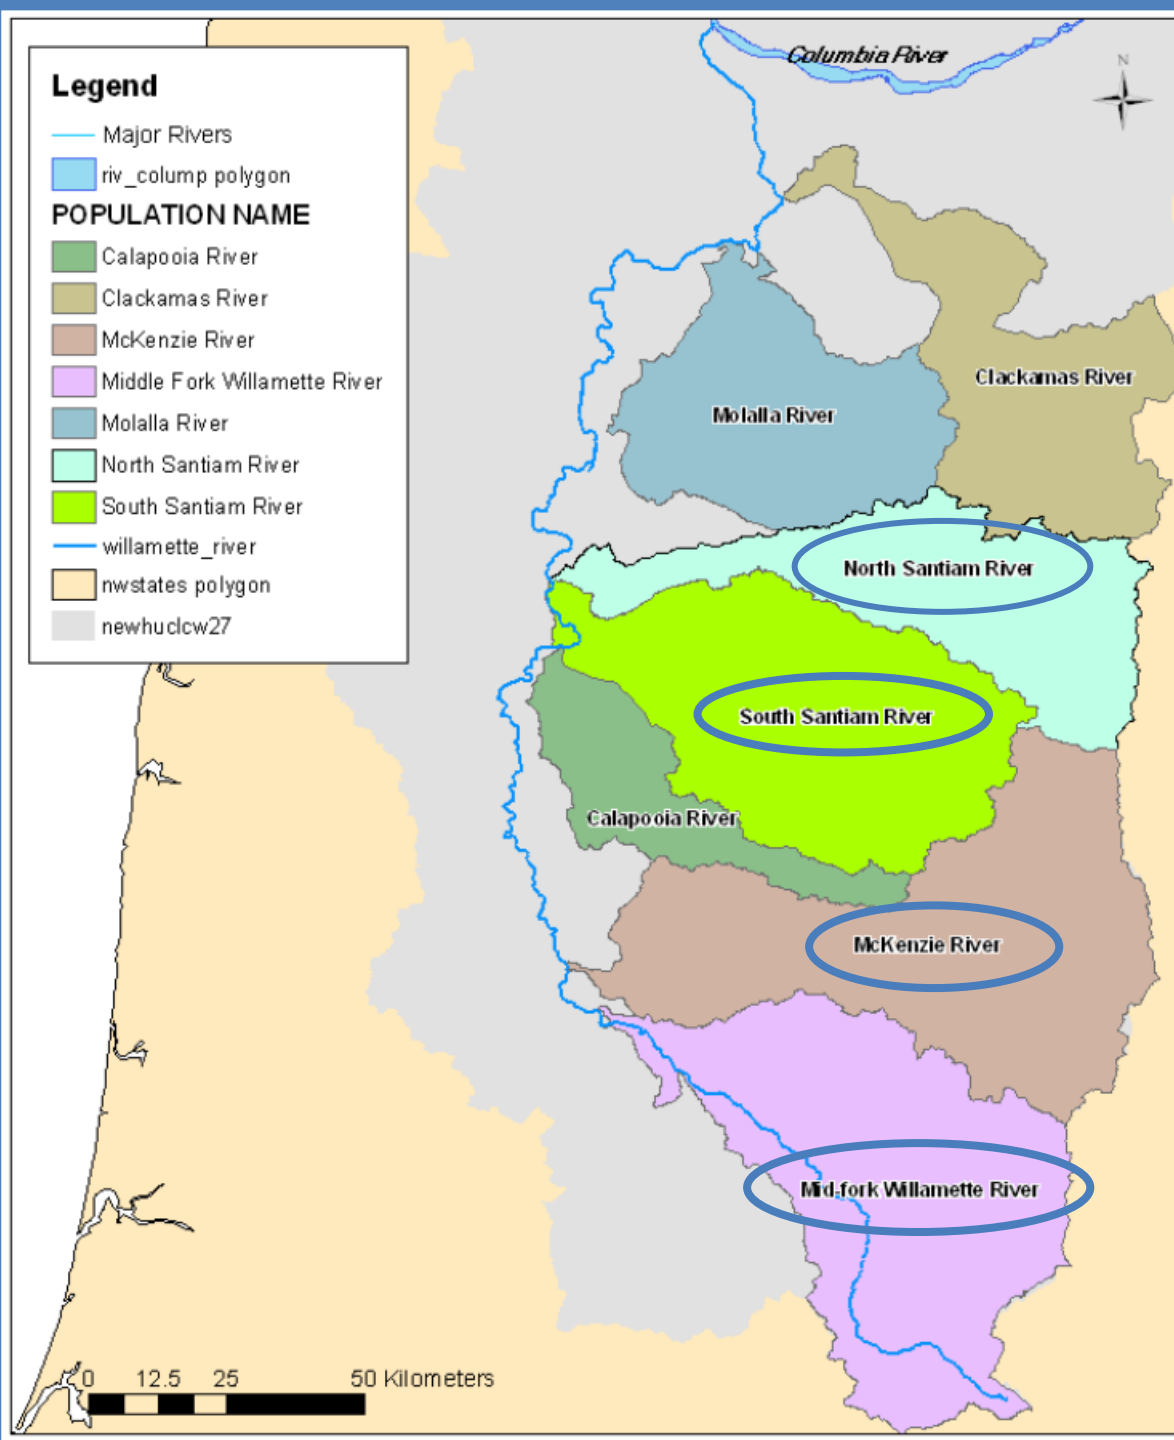 Columbia River
N
Legend
Major Rivers
riv_colump polygon
POPULATION NAME
Calapooia River
Clackamas River
McKenzie River
Middle Fork Willamette River
Molalla River
North Santiam River
South Santiam River
willamette_river
nwstates polygon
newhuclcw27
Clackamas River
Molalla River
North Santiam River
South Santiam River
Calapooia River
McKenzie River
Mid-fork Willamette River
0 12.5 25 50 Kilometers